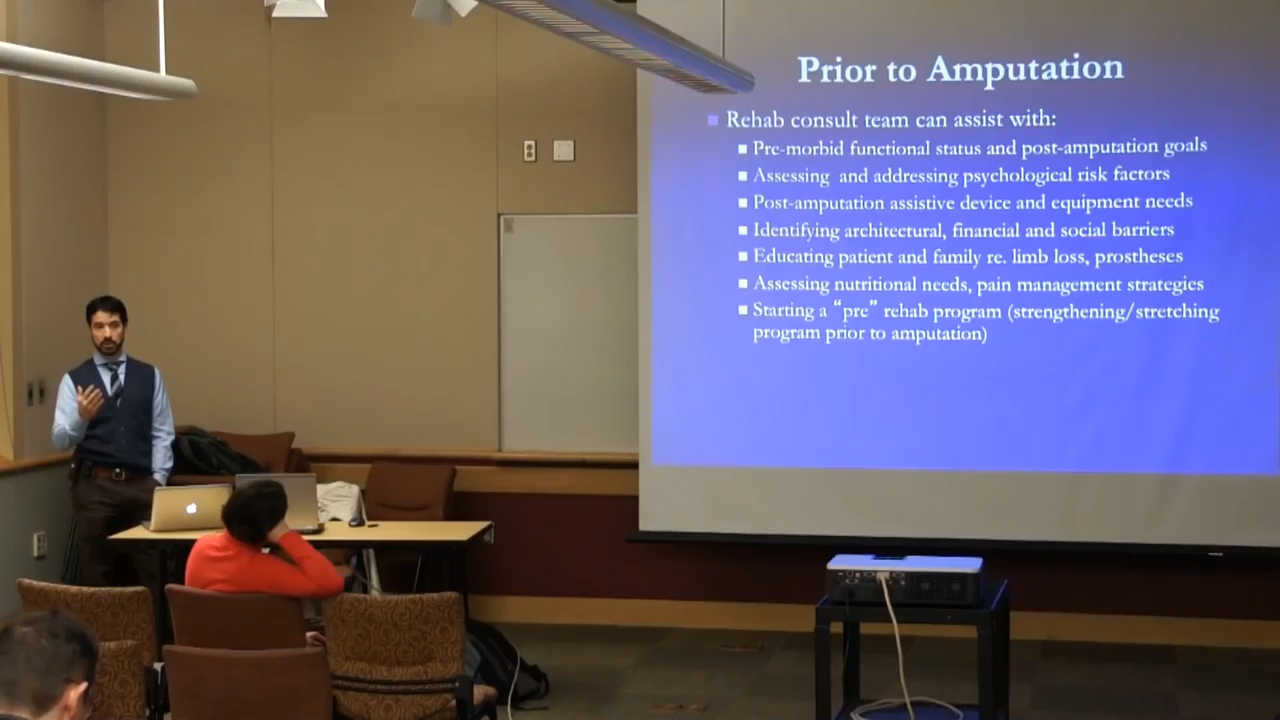 Prior to Amputation
Rehab consult team can assist with:
Pre-morbid functional status and post-amputation goals
Assessing and addressing psychological risk factors
Post-amputation assistive device and equipment needs
Identifying architectural, financial and social barriers
Educating patient and family re. limb loss, prostheses
Assessing nutritional needs, pain management strategies
Starting a “pre” rehab program (strengthening/stretching
program prior to amputation)